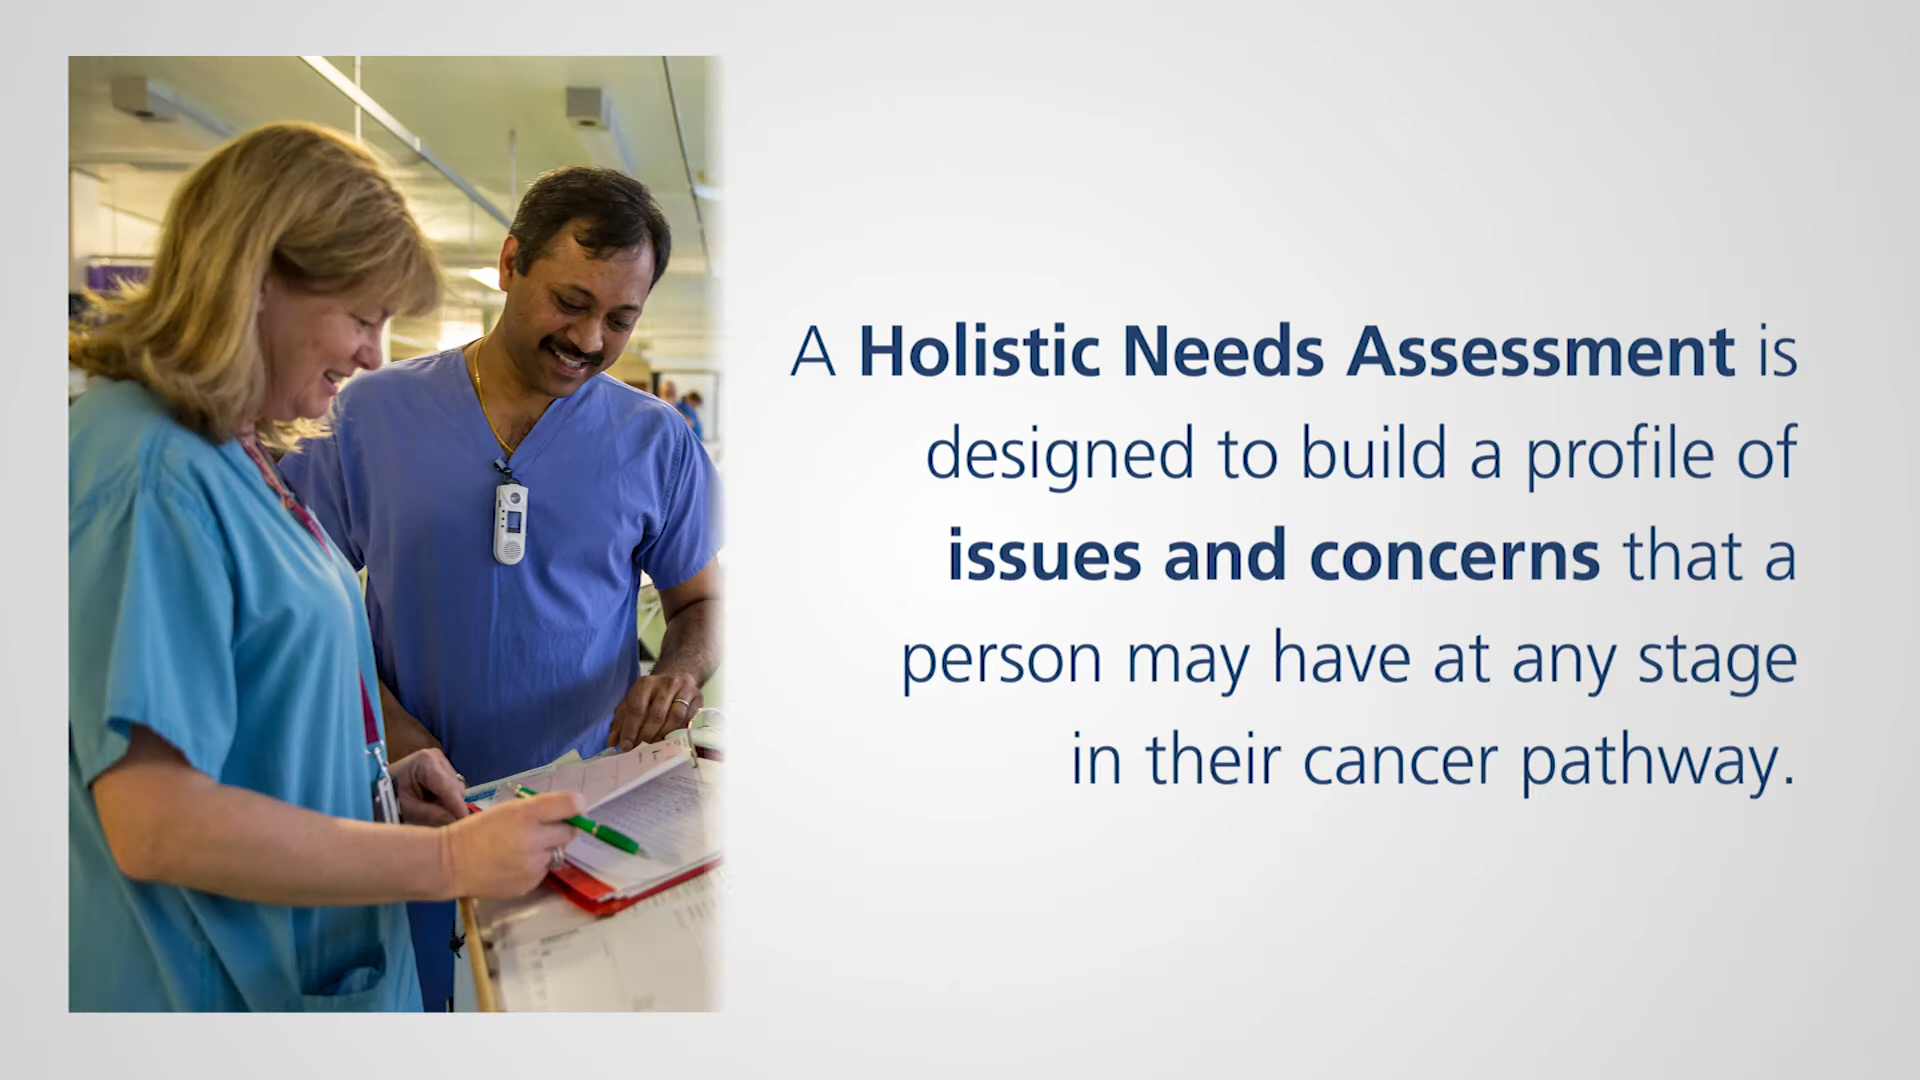 A Holistic Needs Assessment is
designed to build a profile of
issues and concerns that a
person may have at any stage
in their cancer pathway.